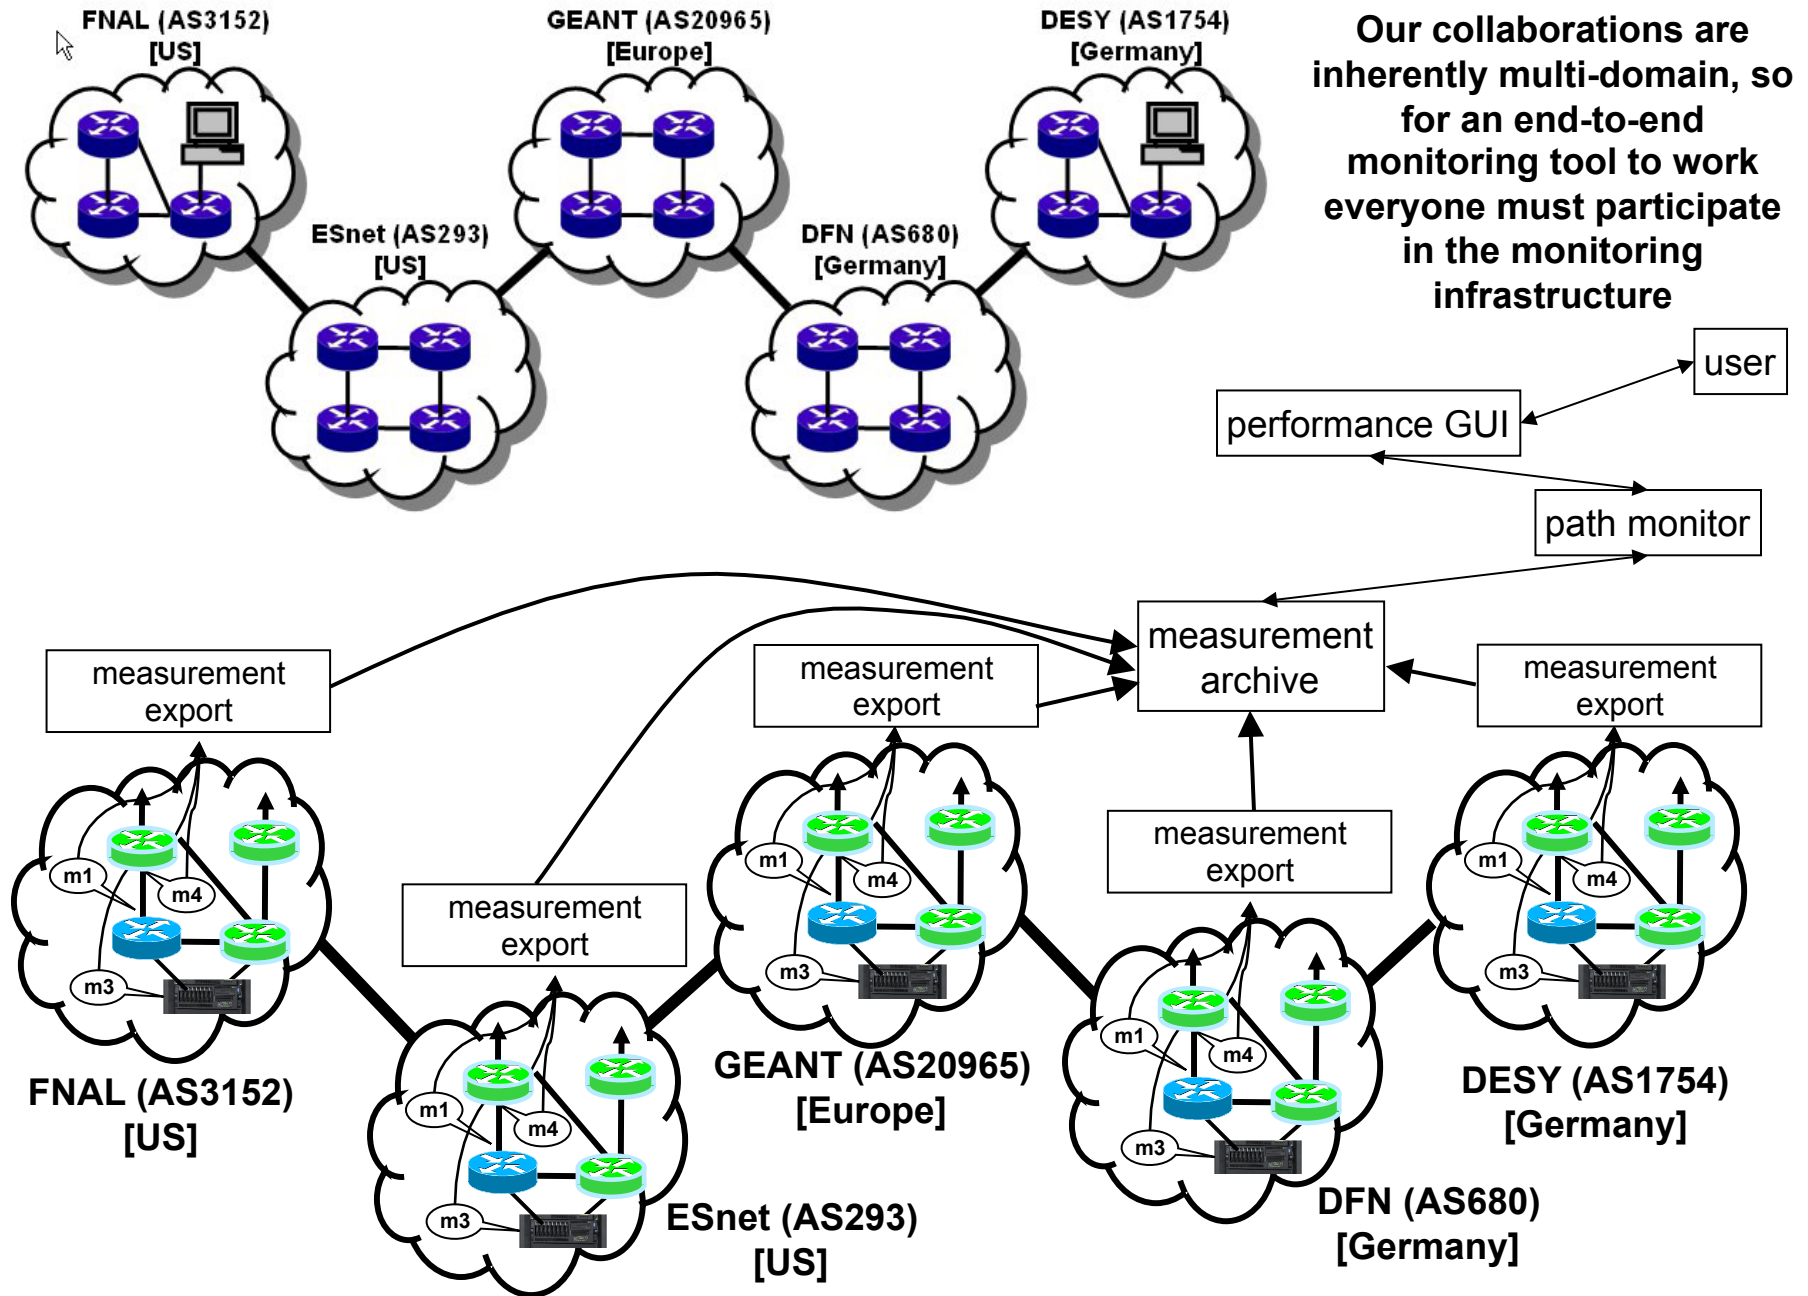 FNAL (AS3152)
[US]
GEANT (AS20965)
[Europe]
DESY (AS1754)
[Germany]
ESnet (AS293)
[US]
DFN (AS680)
[Germany]
Our collaborations are
inherently multi-domain, so
for an end-to-end
monitoring tool to work
everyone must participate
in the monitoring
infrastructure
user
performance GUI
path monitor
measurement
archive
measurement
export
measurement
export
measurement
export
measurement
export
measurement
export
m1
m4
m3
FNAL (AS3152)
[US]
m1
m4
m3
ESnet (AS293)
[US]
m1
m4
m3
GEANT (AS20965)
[Europe]
m1
m4
m3
DFN (AS680)
[Germany]
m1
m4
m3
DESY (AS1754)
[Germany]